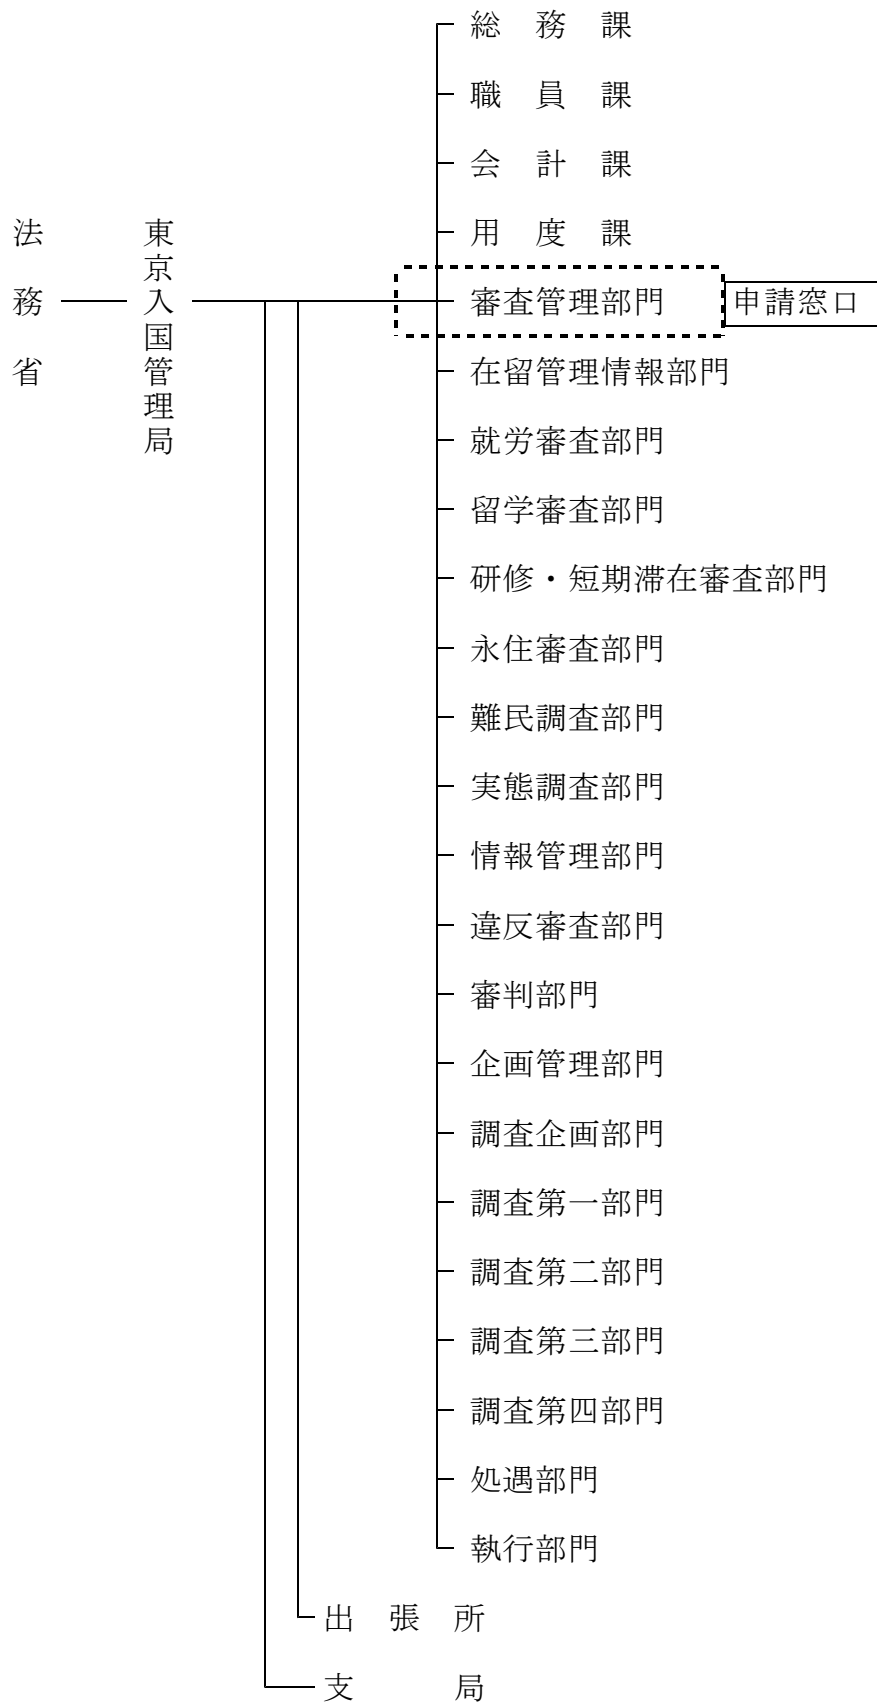 総務課
職員課
会計課
用度課
法務省
東京入国管理局
審査管理部門
申請窓口
在留管理情報部門
就労審査部門
留学審査部門
研修・短期滞在審査部門
永住審査部門
難民調査部門
実態調査部門
情報管理部門
違反審査部門
審判部門
企画管理部門
調査企画部門
調査第一部門
調査第二部門
調査第三部門
調査第四部門
処遇部門
執行部門
出張所
支局